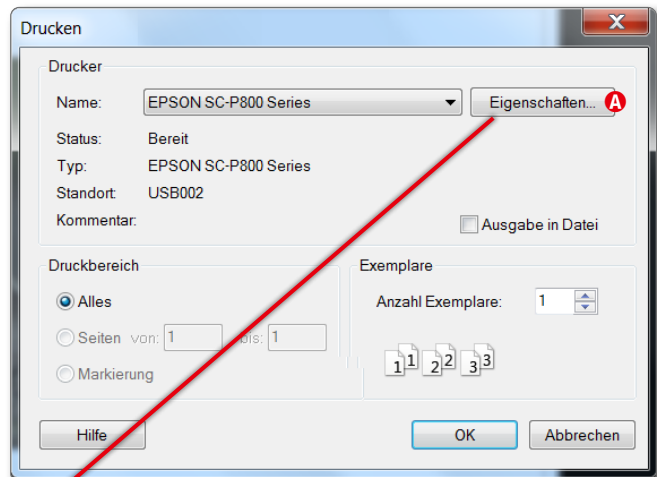 Drucken
Drucker
Name: EPSON SC-P800 Series Eigenschaften... A
Status: Bereit
Typ: EPSON SC-P800 Series
Standort: USB002
Kommentar:
Ausgabe in Datei
Druckbereich
Exemplare
Alles
Anzahl Exemplare: 1
Seiten von: 1 bis: 1
Markierung
1 1 2 2 3 3
Hilfe OK Abbrechen